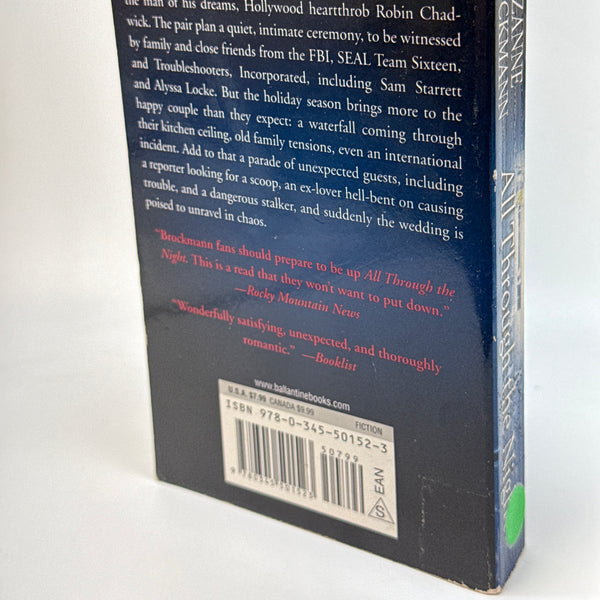 the man of his dreams, Hollywood heartthrob Robin Chad-
wick. The pair plan a quiet, intimate ceremony, to be witnessed
by family and close friends from the FBI, SEAL Team Sixteen,
and Troubleshooters, Incorporated, including Sam Starrett
and Alyssa Locke. But the holiday season brings more to the
happy couple than they expect: a waterfall coming through
their kitchen ceiling, old family tensions, even an international
incident. Add to that a parade of unexpected guests, including
a reporter looking for a scoop, an ex-lover hell-bent on causing
trouble, and a dangerous stalker, and suddenly the wedding is
poised to unravel in chaos.
"Brockmann fans should prepare to be up All Through the
Night. This is a read that they won't want to put down."
—Rocky Mountain News
"Wonderfully satisfying, unexpected, and thoroughly
romantic." —Booklist
www.ballantinebooks.com
U.S.A. $7.99 CANADA $9.99
FICTION
ISBN 978-0-345-50152-3
50799
9 780345 501523
S EAN
ZANNE
CKMANN
All Through the Nig